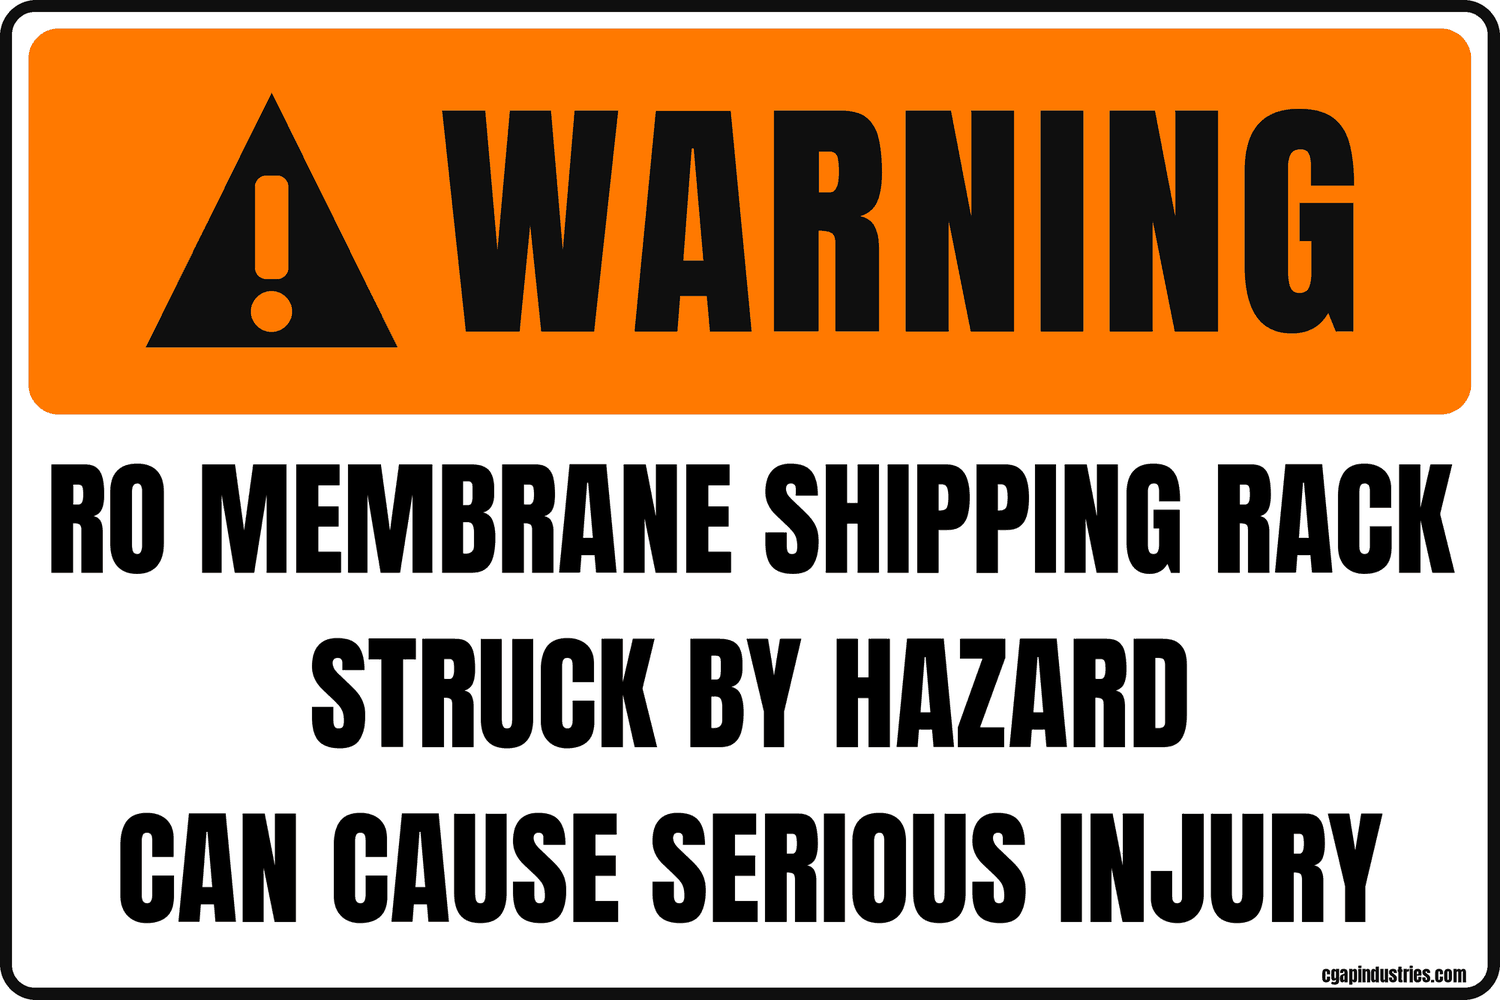 WARNING
RO MEMBRANE SHIPPING RACK
STRUCK BY HAZARD
CAN CAUSE SERIOUS INJURY
cgapindustries.com